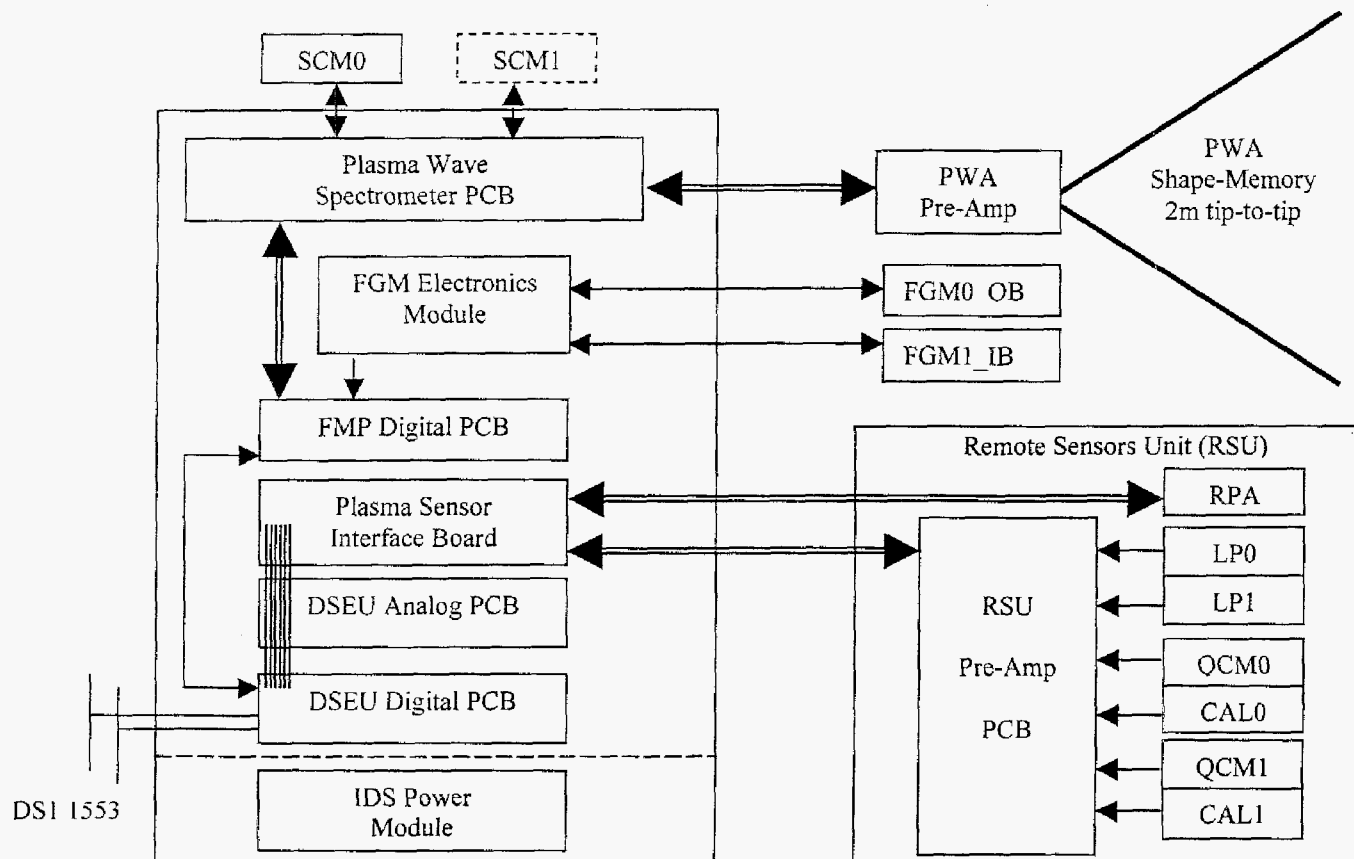 SCM0
SCM1
Plasma Wave
Spectrometer PCB
PWA
Pre-Amp
PWA
Shape-Memory
2m tip-to-tip
FGM Electronics
Module
FGM0_OB
FGM1_IB
FMP Digital PCB
Remote Sensors Unit (RSU)
Plasma Sensor
Interface Board
RPA
LP0
LP1
DSEU Analog PCB
RSU
Pre-Amp
PCB
QCM0
CAL0
QCM1
CAL1
DSEU Digital PCB
DS1 1553
IDS Power
Module